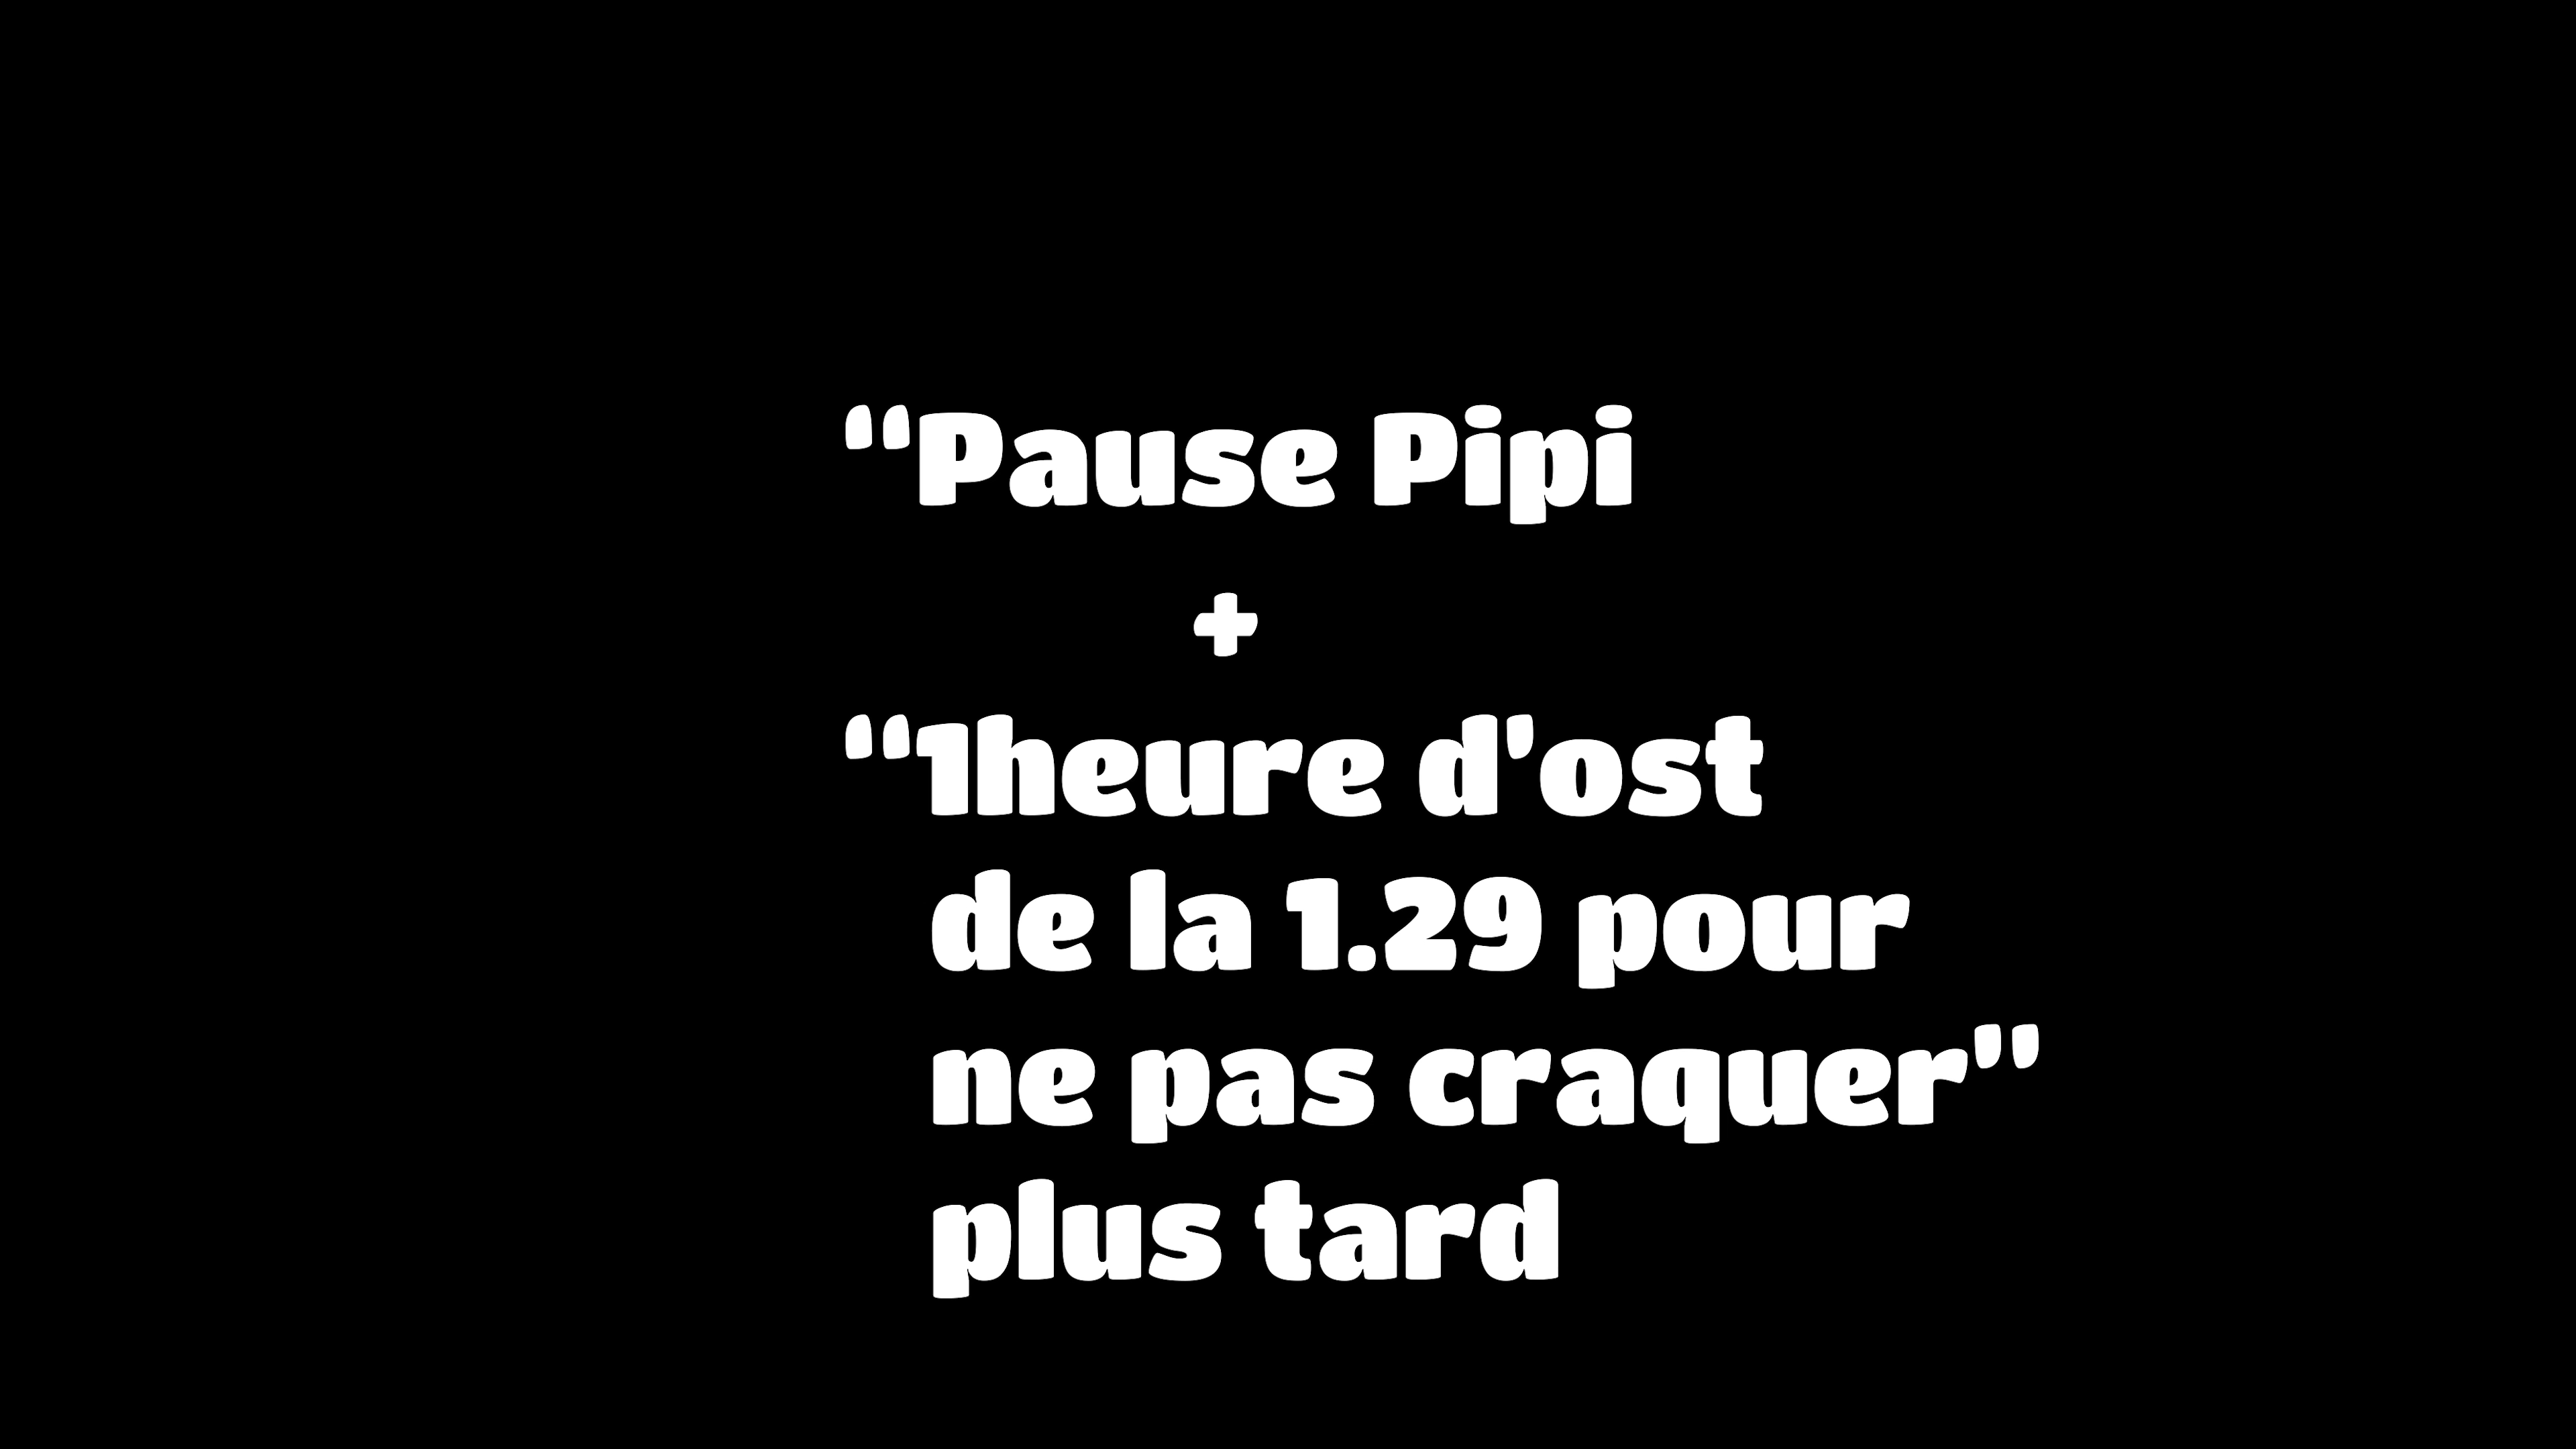 "Pause Pipi
+
"1heure d'ost
de la 1.29 pour
ne pas craquer"
plus tard